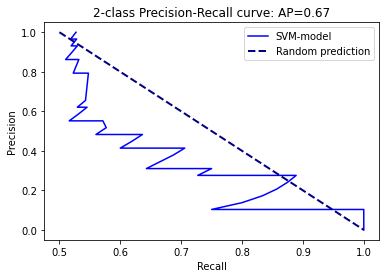 2-class Precision-Recall curve: AP=0.67
SVM-model
Random prediction
Precision
1.0
0.8
0.6
0.4
0.2
0.0
0.5 0.6 0.7 0.8 0.9 1.0
Recall